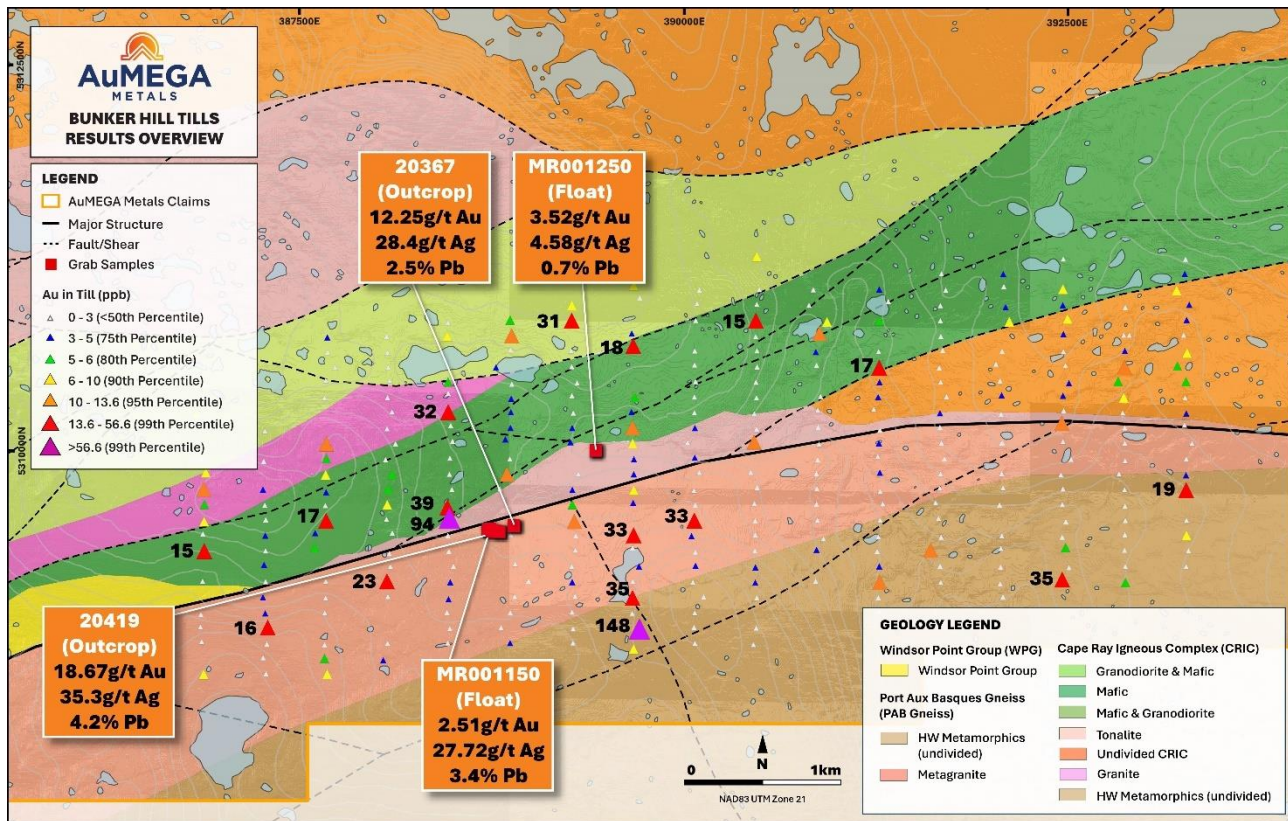 387500E
390000E
392500E
5312500N
5310000N
AuMEGA
METALS
BUNKER HILL TILLS
RESULTS OVERVIEW
LEGEND
AuMEGA Metals Claims
Major Structure
Fault/Shear
Grab Samples
Au in Till (ppb)
0 - 3 (<50th Percentile)
3 - 5 (75th Percentile)
5 - 6 (80th Percentile)
6 - 10 (90th Percentile)
10 - 13.6 (95th Percentile)
13.6 - 56.6 (99th Percentile)
>56.6 (99th Percentile)
20367
(Outcrop)
12.25g/t Au
28.4g/t Ag
2.5% Pb
MR001250
(Float)
3.52g/t Au
4.58g/t Ag
0.7% Pb
31
15
18
17
32
39
94
17
15
33
33
19
23
35
35
16
148
20419
(Outcrop)
18.67g/t Au
35.3g/t Ag
4.2% Pb
MR001150
(Float)
2.51g/t Au
27.72g/t Ag
3.4% Pb
N
0 1km
NAD83 UTM Zone 21
GEOLOGY LEGEND
Windsor Point Group (WPG)
Windsor Point Group
Port Aux Basques Gneiss
(PAB Gneiss)
HW Metamorphics
(undivided)
Metagranite
Cape Ray Igneous Complex (CRIC)
Granodiorite & Mafic
Mafic
Mafic & Granodiorite
Tonalite
Undivided CRIC
Granite
HW Metamorphics (undivided)